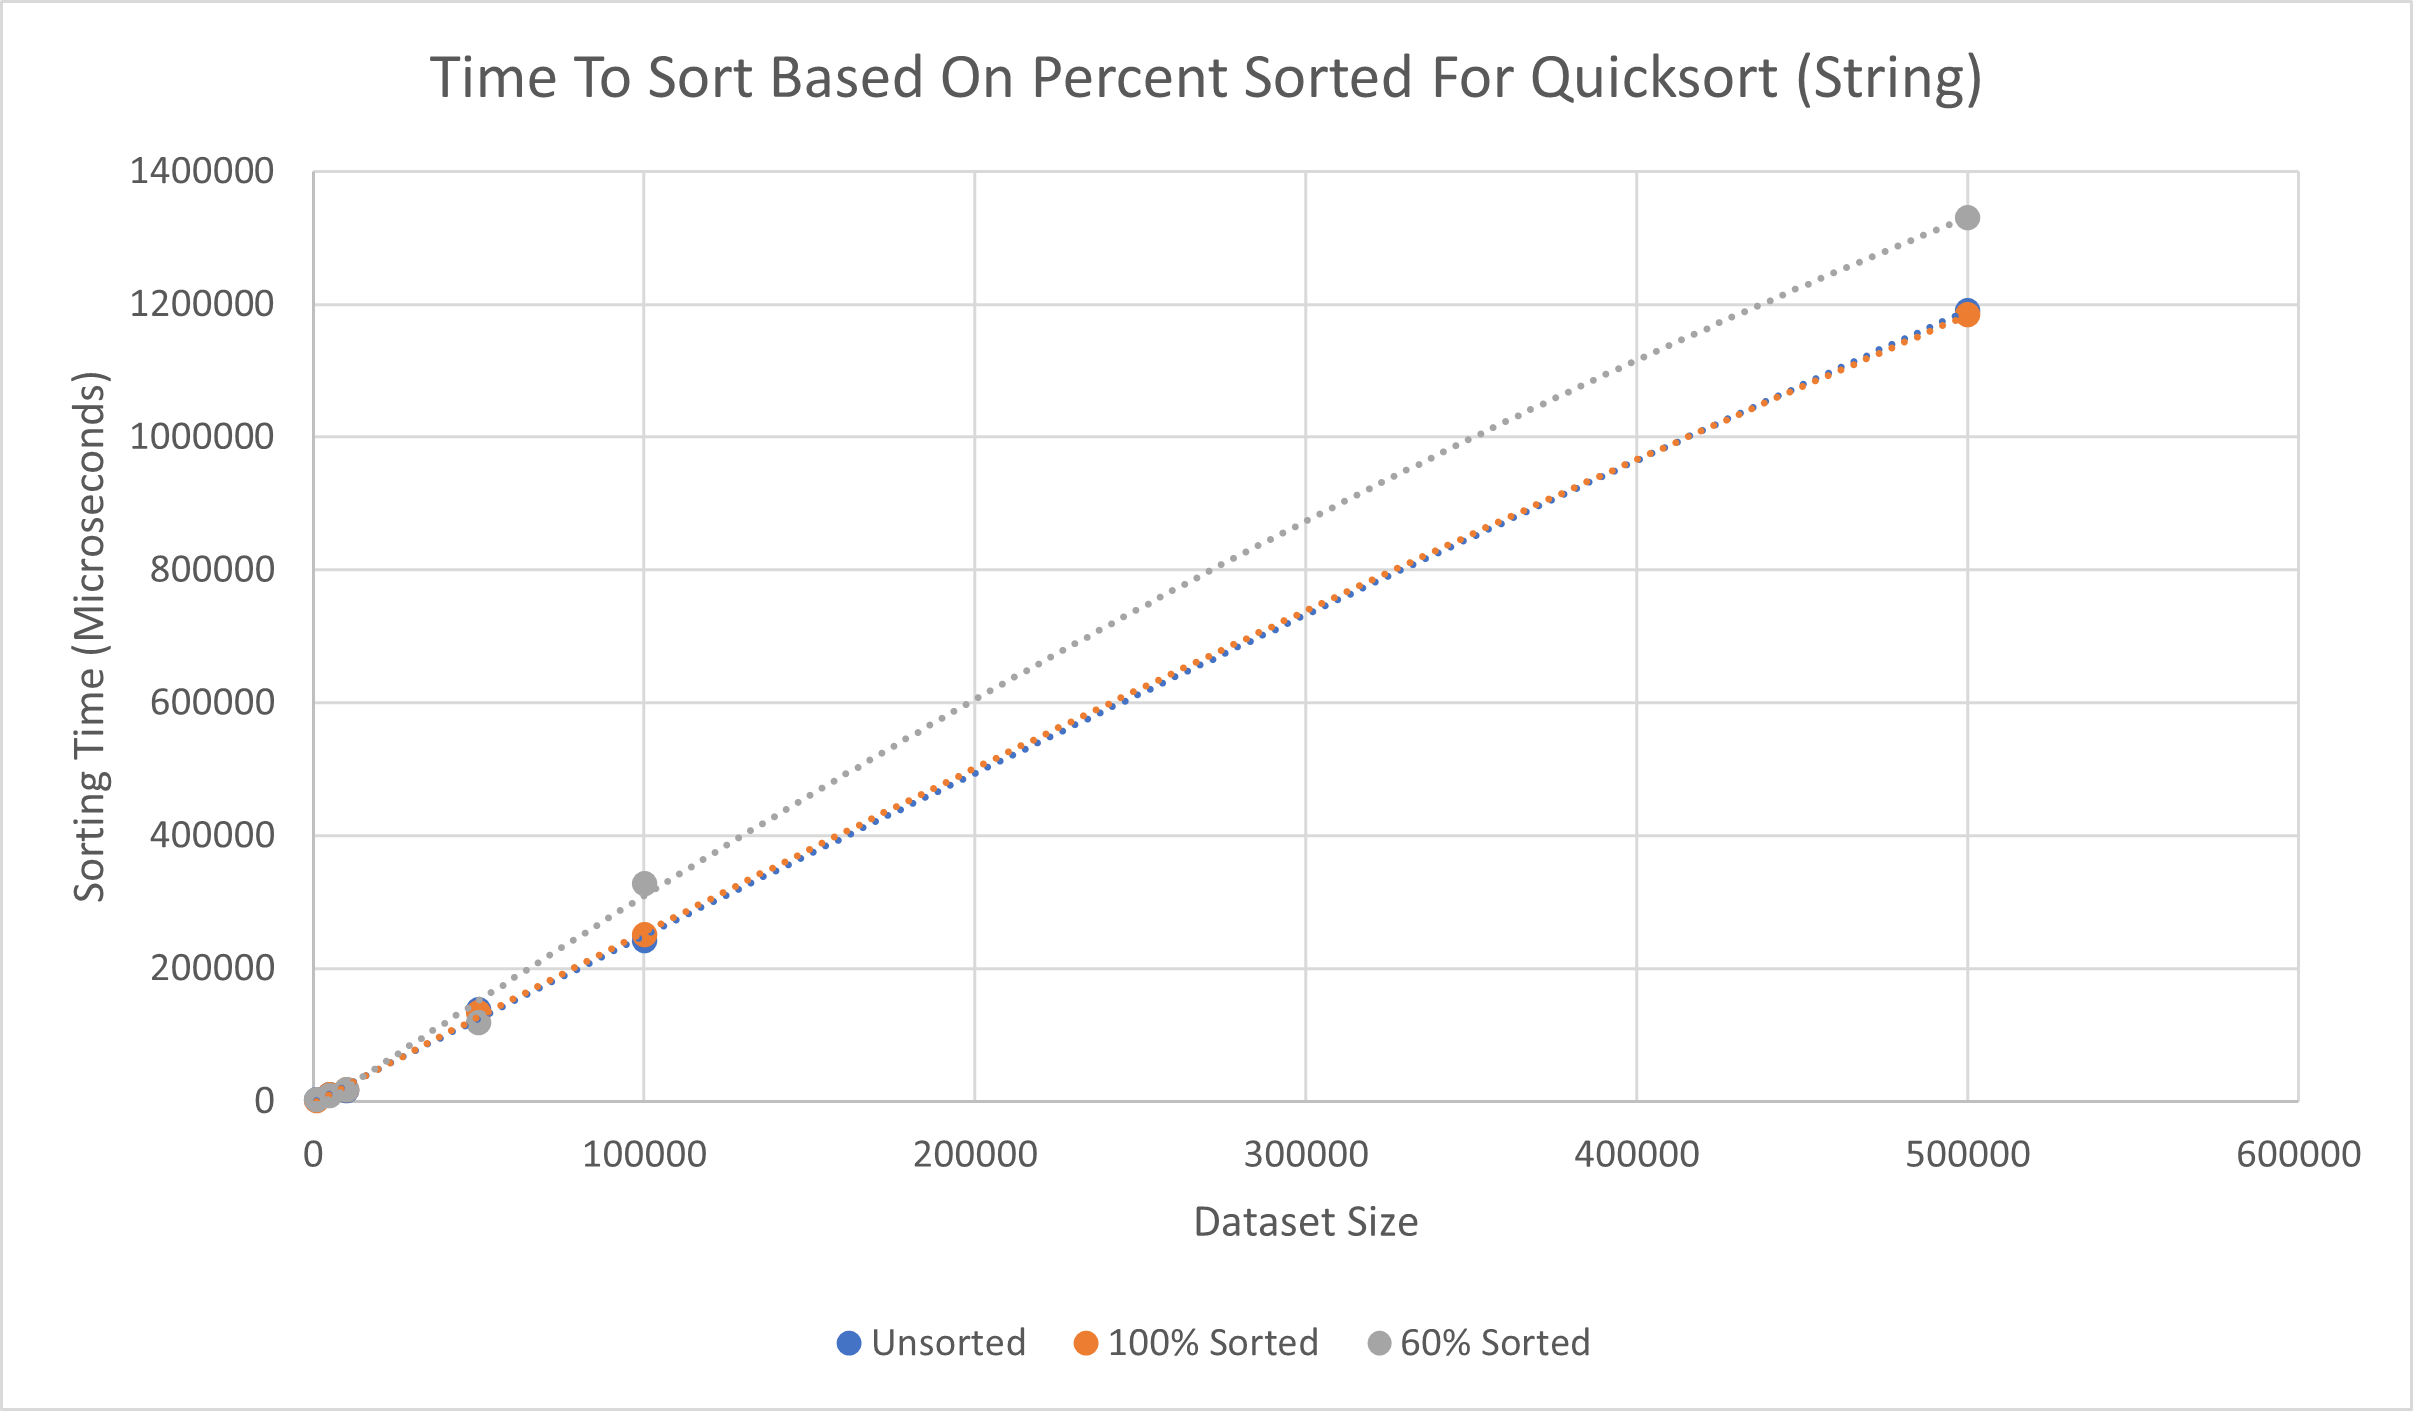 Time To Sort Based On Percent Sorted For Quicksort (String)
1400000
1200000
1000000
800000
600000
400000
200000
0
Sorting Time (Microseconds)
0 100000 200000 300000 400000 500000 600000
Dataset Size
Unsorted 100% Sorted 60% Sorted